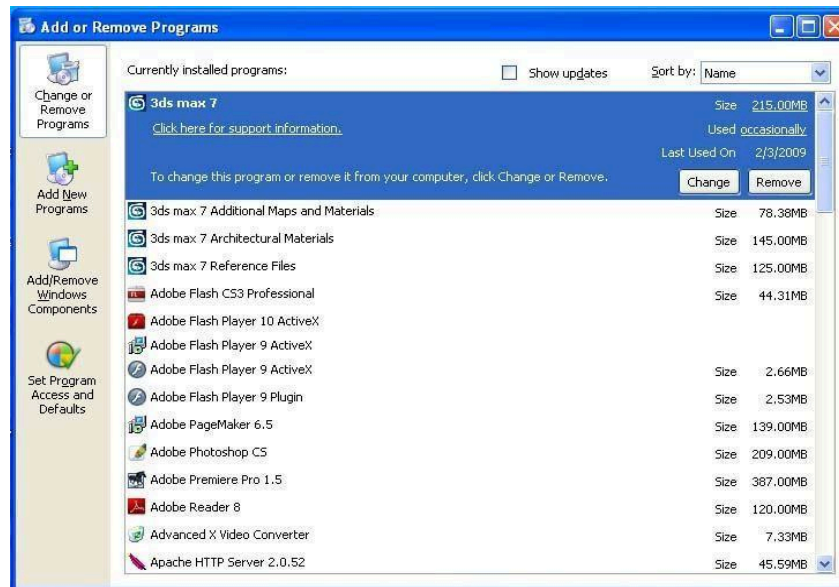 Add or Remove Programs
Change or
Remove
Programs
Add New
Programs
Add/Remove
Windows
Components
Set Program
Access and
Defaults
Currently installed programs:
Show updates
Sort by: Name
3ds max 7 Size 215.00MB
Click here for support information. Used occasionally
Last Used On 2/3/2009
To change this program or remove it from your computer, click Change or Remove. Change Remove
3ds max 7 Additional Maps and Materials Size 78.38MB
3ds max 7 Architectural Materials Size 145.00MB
3ds max 7 Reference Files Size 125.00MB
Adobe Flash CS3 Professional Size 44.31MB
Adobe Flash Player 10 ActiveX
Adobe Flash Player 9 ActiveX
Adobe Flash Player 9 ActiveX Size 2.66MB
Adobe Flash Player 9 Plugin Size 2.53MB
Adobe PageMaker 6.5 Size 139.00MB
Adobe Photoshop CS Size 209.00MB
Adobe Premiere Pro 1.5 Size 387.00MB
Adobe Reader 8 Size 120.00MB
Advanced X Video Converter Size 7.33MB
Apache HTTP Server 2.0.52 Size 45.59MB